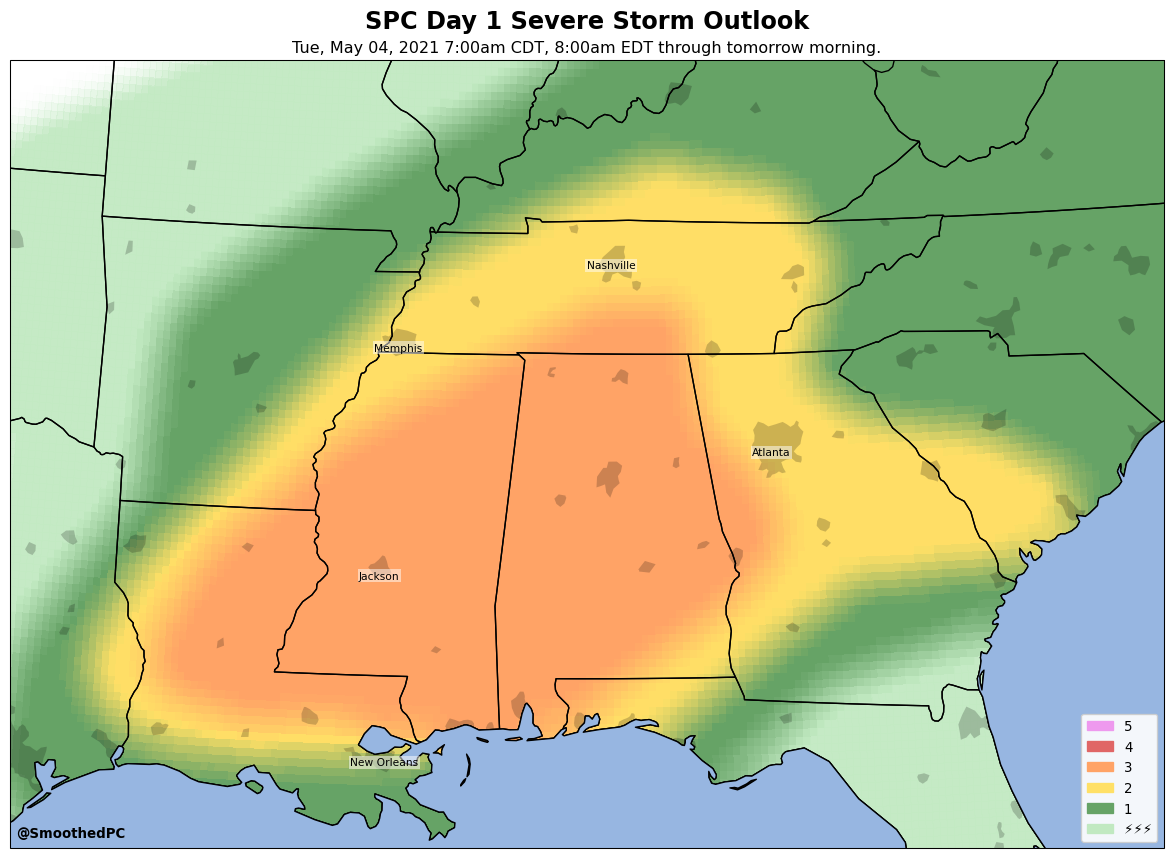 SPC Day 1 Severe Storm Outlook
Tue, May 04, 2021 7:00am CDT, 8:00am EDT through tomorrow morning.
Nashville
Memphis
Atlanta
Jackson
New Orleans
5
4
3
2
1
⚡⚡⚡
@SmoothedPC